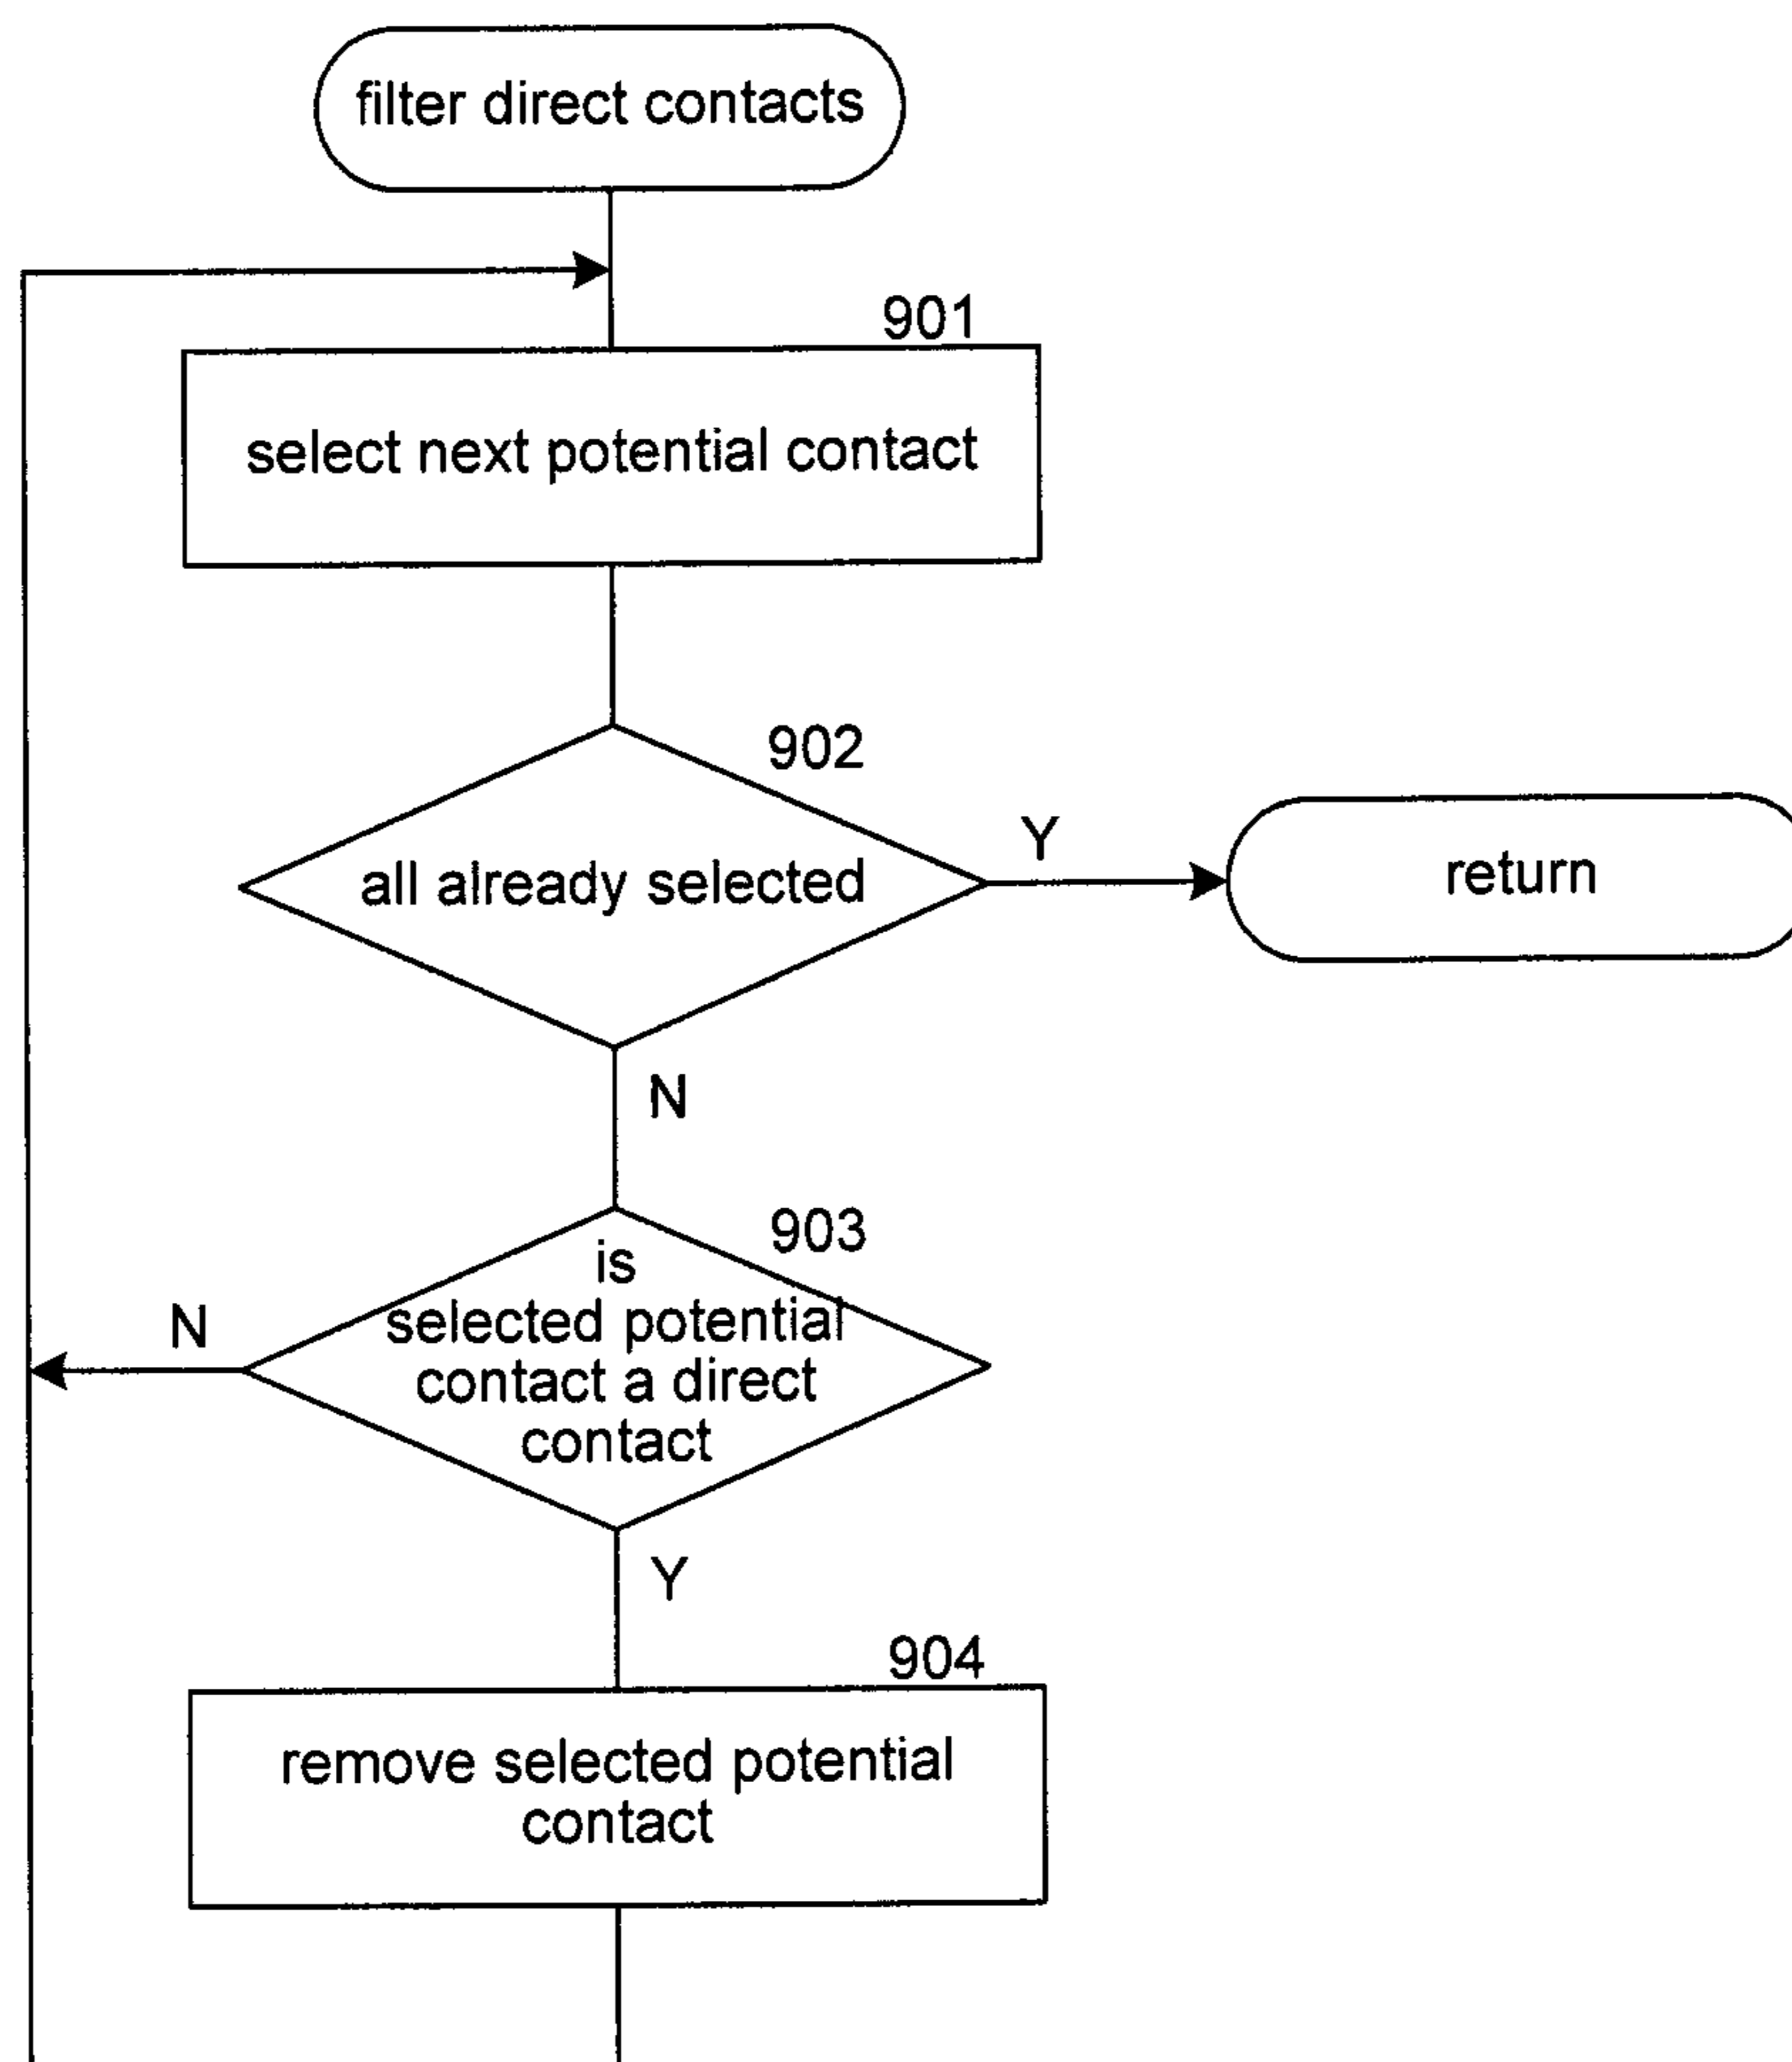 filter direct contacts
901
select next potential contact
902
all already selected
Y
return
N
903
is
selected potential
contact a direct
contact
N
Y
904
remove selected potential
contact